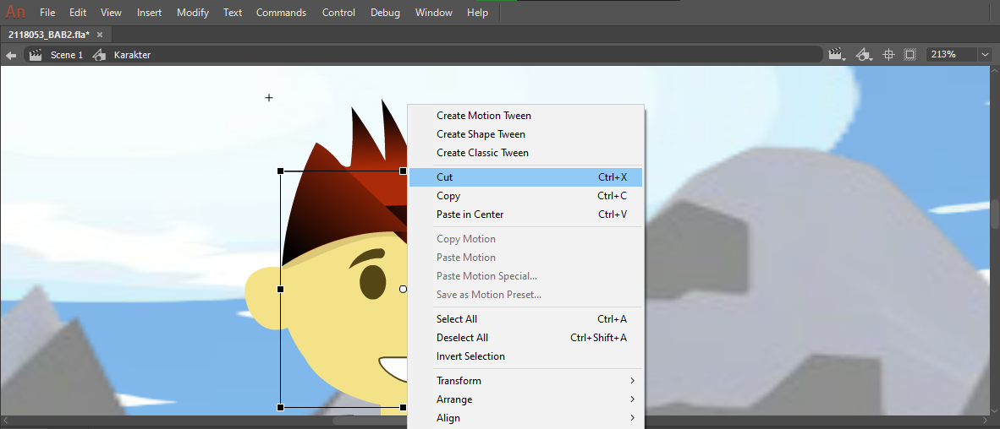 An File Edit View Insert Modify Text Commands Control Debug Window Help
2118053_BAB2.fla* ×
Scene 1 Karakter 213%
Create Motion Tween
Create Shape Tween
Create Classic Tween
Cut Ctrl+X
Copy Ctrl+C
Paste in Center Ctrl+V
Copy Motion
Paste Motion
Paste Motion Special...
Save as Motion Preset...
Select All Ctrl+A
Deselect All Ctrl+Shift+A
Invert Selection
Transform
Arrange
Align